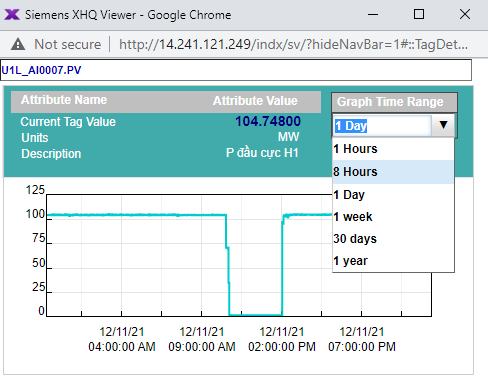 Siemens XHQ Viewer - Google Chrome
Not secure | http://14.241.121.249/indx/sv/?hideNavBar=1#::TagDet...
U1L_AI0007.PV
Attribute Name Attribute Value Graph Time Range
Current Tag Value 104.74800 1 Day
Units MW
Description P đầu cực H1
1 Hours
8 Hours
1 Day
1 week
30 days
1 year
125
100
75
50
25
0
12/11/21 12/11/21 12/11/21 12/11/21
04:00:00 AM 09:00:00 AM 02:00:00 PM 07:00:00 PM